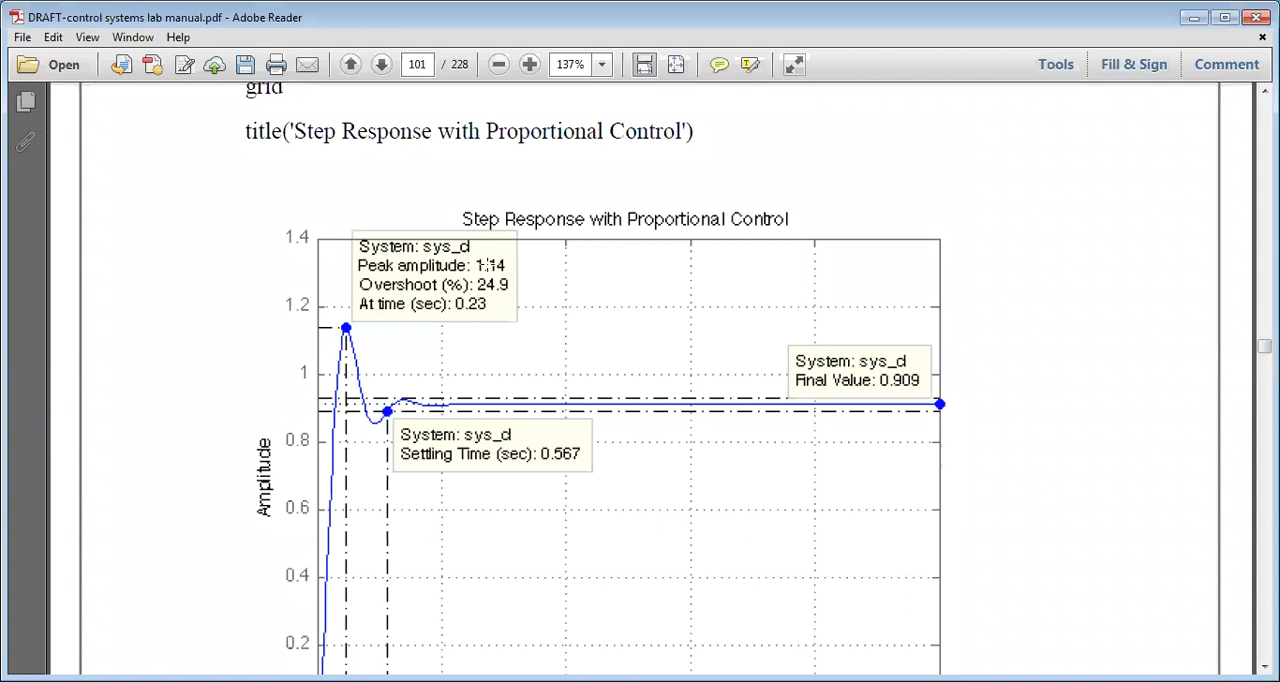 DRAFT-control systems lab manual.pdf - Adobe Reader
File Edit View Window Help
Open 101 / 228 137% Tools Fill & Sign Comment
grid
title('Step Response with Proportional Control')
Step Response with Proportional Control
1.4
System: sys_d
Peak amplitude: 1.14
Overshoot (%): 24.9
At time (sec): 0.23
1.2
System: sys_d
Final Value: 0.909
1
System: sys_d
Settling Time (sec): 0.567
0.8
Amplitude
0.6
0.4
0.2